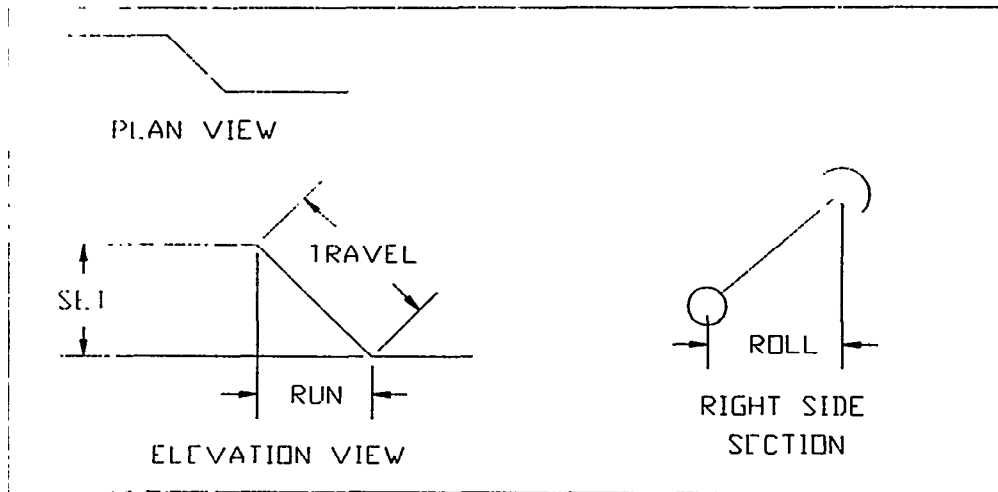 PLAN VIEW
TRAVEL
SET
RUN
ELEVATION VIEW
ROLL
RIGHT SIDE
SECTION